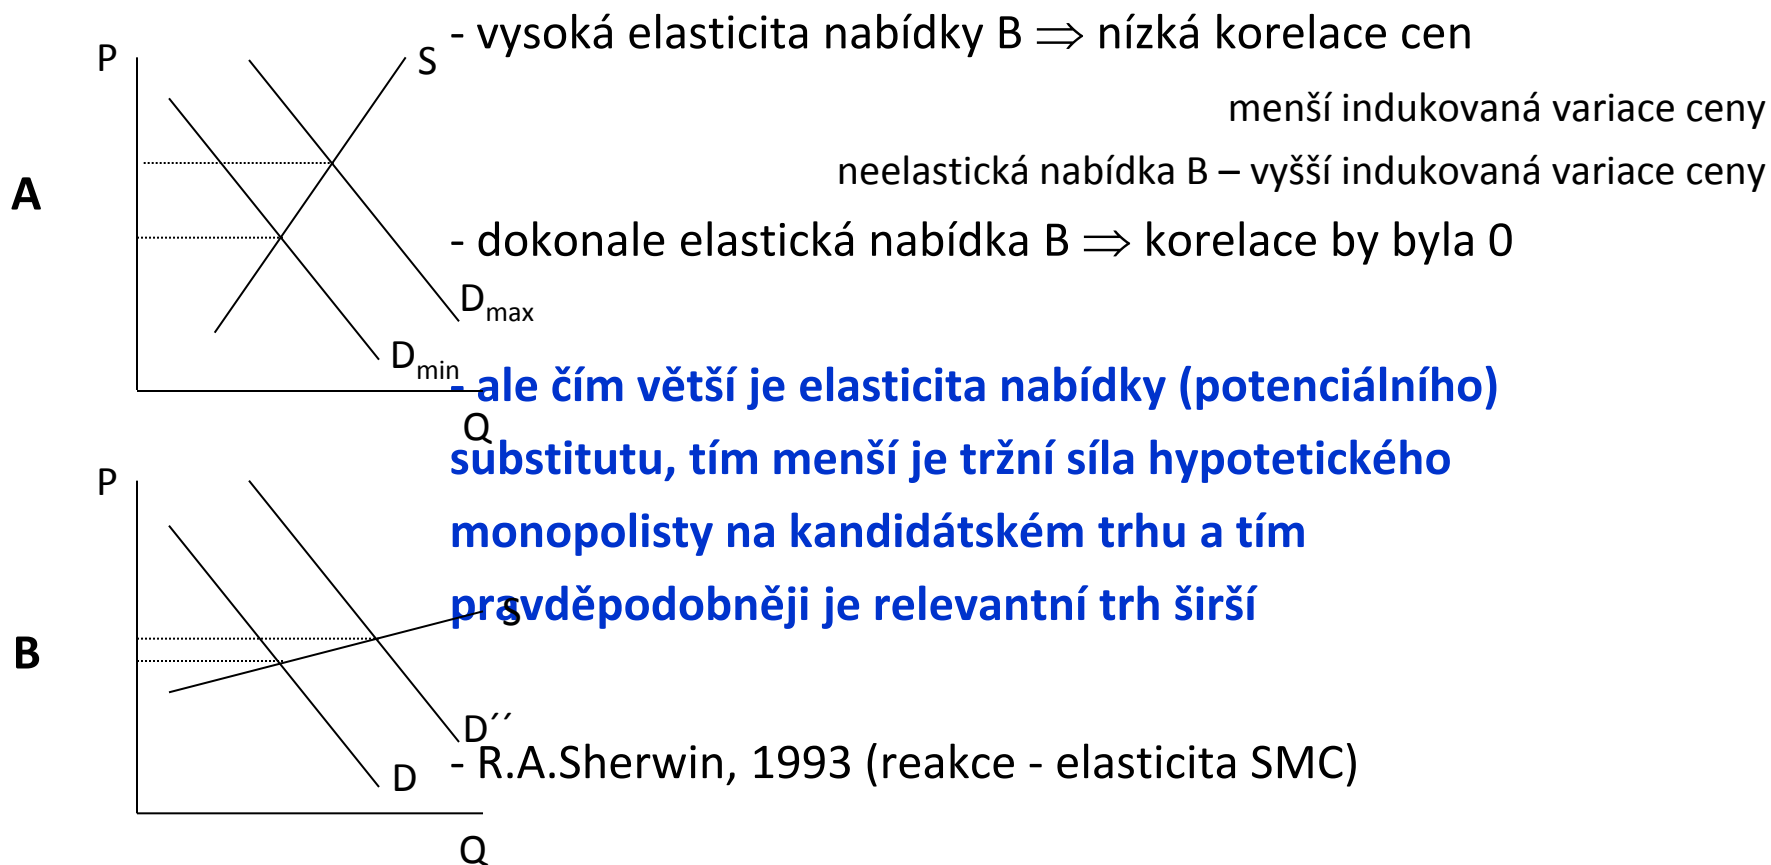 - vysoká elasticita nabídky B ⇒ nízká korelace cen
P
S
menší indukovaná variace ceny
neelastická nabídka B – vyšší indukovaná variace ceny
A
- dokonale elastická nabídka B ⇒ korelace by byla 0
Dmax
Dmin
- ale čím větší je elasticita nabídky (potenciálního)
Q
substitutu, tím menší je tržní síla hypotetického
P
monopolisty na kandidátském trhu a tím
pravděpodobněji je relevantní trh širší
S
B
D´´
- R.A.Sherwin, 1993 (reakce - elasticita SMC)
D
Q